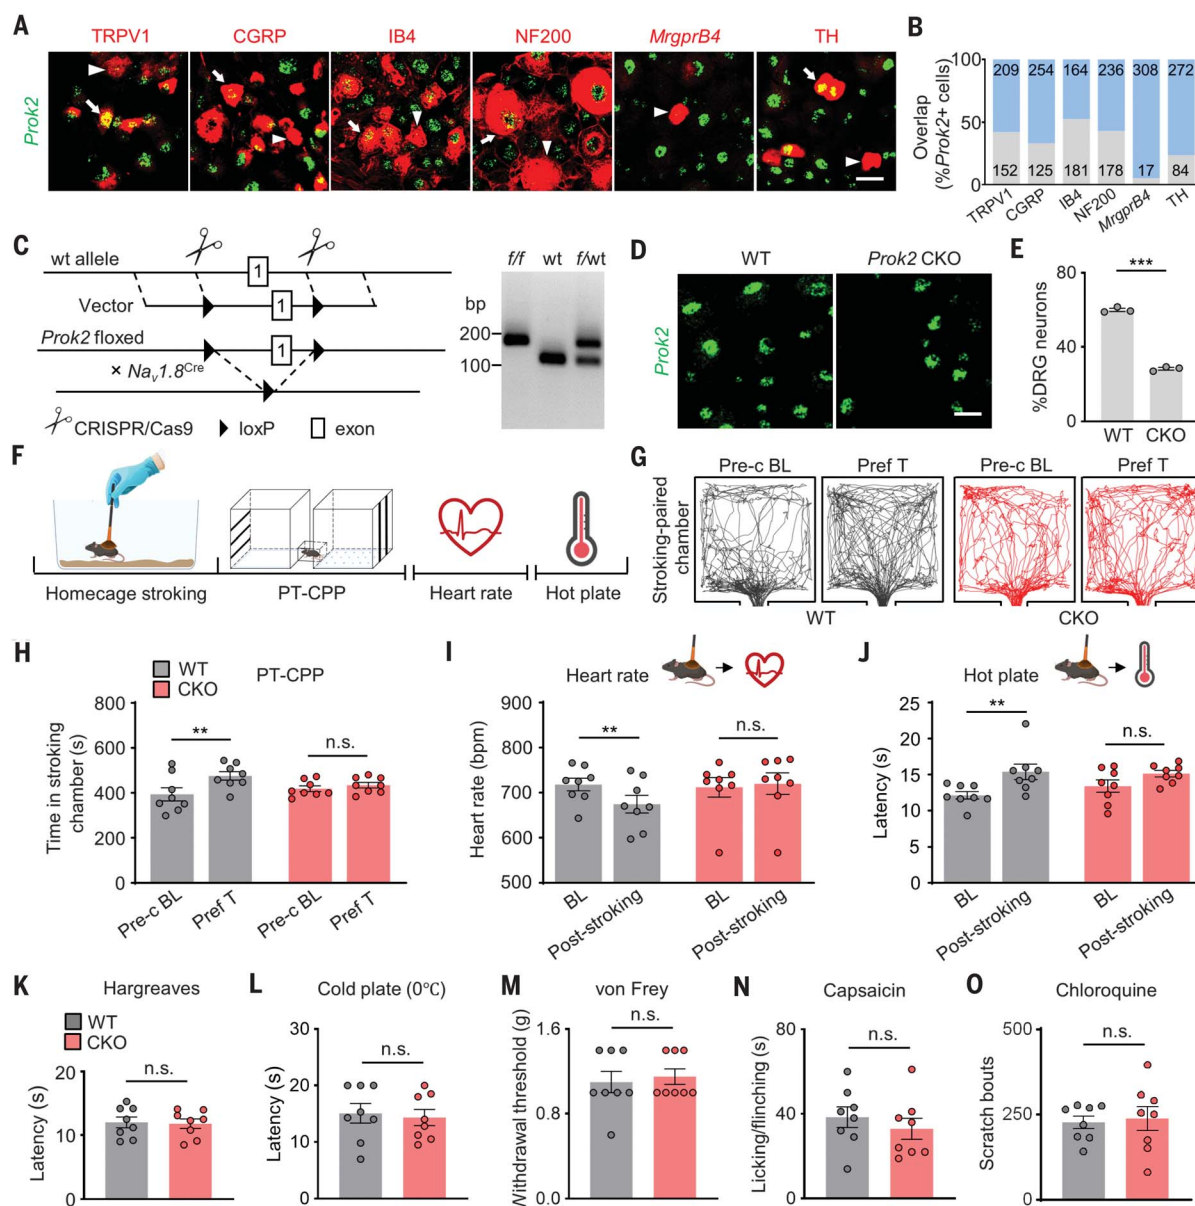 A
TRPV1 CGRP IB4 NF200 MrgprB4 TH
Prok2
B
Overlap
(%Prok2+ cells)
100
50
0
209 254 164 236 308 272
152 125 181 178 17 84
TRPV1 CGRP IB4 NF200 MrgprB4 TH
C
wt allele
1
Vector
1
Prok2 floxed
1
× Nav1.8Cre
CRISPR/Cas9 loxP exon
f/f wt f/wt
bp
200
100
D
WT Prok2 CKO
Prok2
E
***
%DRG neurons
80
40
0
WT CKO
F
Homecage stroking PT-CPP Heart rate Hot plate
G
Pre-c BL Pref T Pre-c BL Pref T
Stroking-paired
chamber
WT CKO
H
WT
CKO
PT-CPP
Time in stroking
chamber (s)
800
600
400
200
0
** n.s.
Pre-c BL Pref T Pre-c BL Pref T
I
Heart rate
Heart rate (bpm)
900
800
700
600
500
** n.s.
BL Post-stroking BL Post-stroking
J
Hot plate
Latency (s)
25
20
15
10
5
0
** n.s.
BL Post-stroking BL Post-stroking
K
Hargreaves
WT
CKO
Latency (s)
20
10
0
n.s.
L
Cold plate (0°C)
Latency (s)
30
20
10
0
n.s.
M
von Frey
Withdrawal threshold (g)
1.6
0.8
0.0
n.s.
N
Capsaicin
Licking/flinching (s)
80
40
0
n.s.
O
Chloroquine
Scratch bouts
500
250
0
n.s.